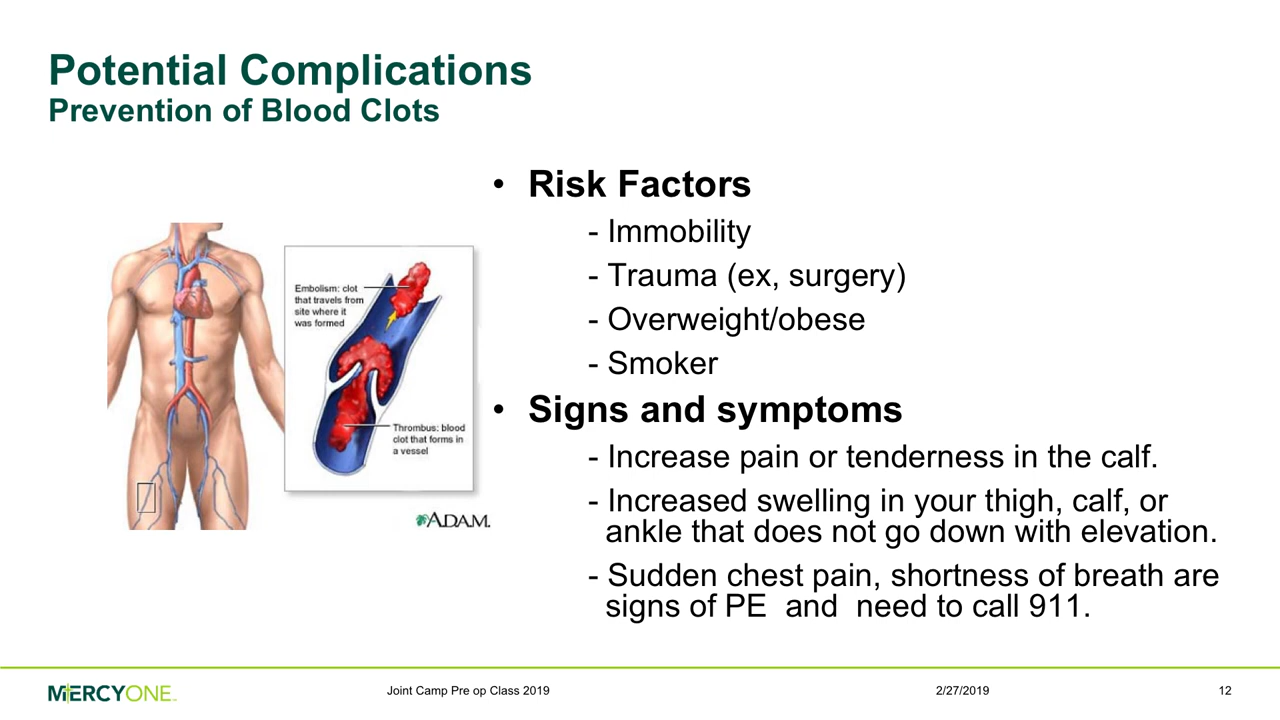 Potential Complications
Prevention of Blood Clots
• Risk Factors
- Immobility
- Trauma (ex, surgery)
- Overweight/obese
- Smoker
• Signs and symptoms
- Increase pain or tenderness in the calf.
- Increased swelling in your thigh, calf, or
ankle that does not go down with elevation.
- Sudden chest pain, shortness of breath are
signs of PE and need to call 911.
Embolism: clot
that travels from
site where it
was formed
Thrombus: blood
clot that forms in
a vessel
ADAM.
MERCYONE™
Joint Camp Pre op Class 2019
2/27/2019
12